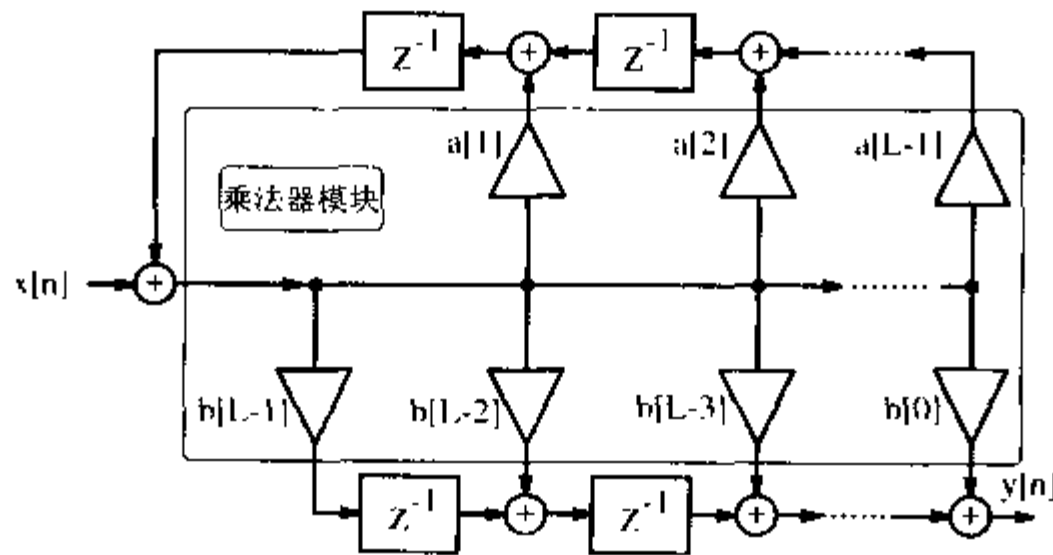 z⁻¹
z⁻¹
a[1]
a[2]
a[L-1]
乘法器模块
x[n]
b[L-1]
b[L-2]
b[L-3]
b[0]
y[n]
z⁻¹
z⁻¹